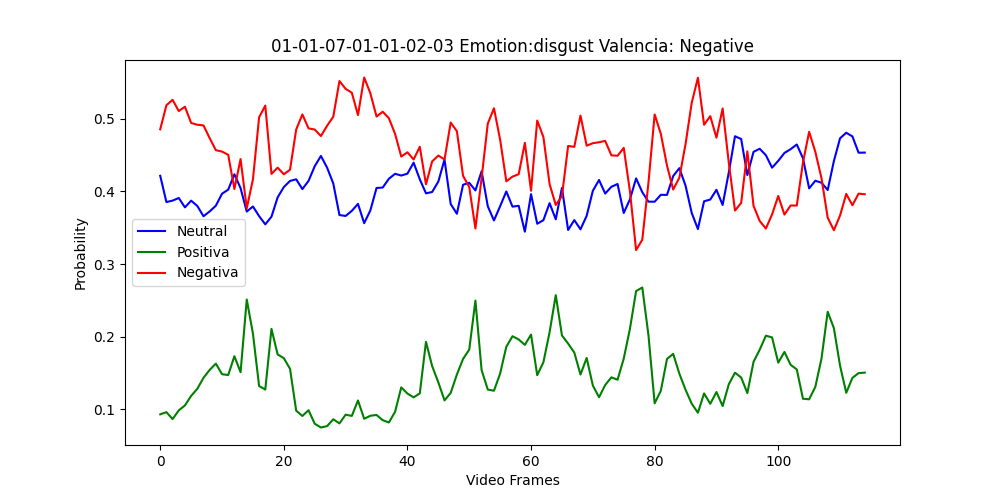 01-01-07-01-01-02-03 Emotion:disgust Valencia: Negative
Probability
0.5
0.4
0.3
0.2
0.1
Neutral
Positiva
Negativa
0 20 40 60 80 100
Video Frames